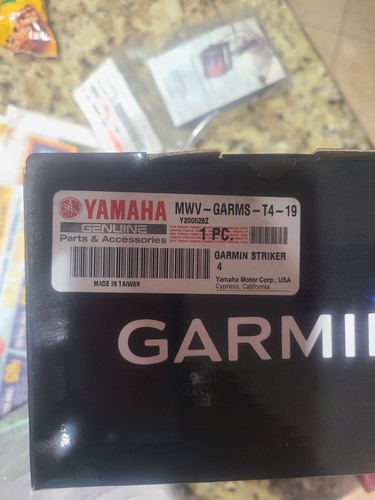 YAMAHA
GENUINE
Parts & Accessories
MWV-GARMS-T4-19
1 PC.
GARMIN STRIKER
4
MADE IN TAIWAN
Yamaha Motor Corp., USA
Cypress, California
GARMI